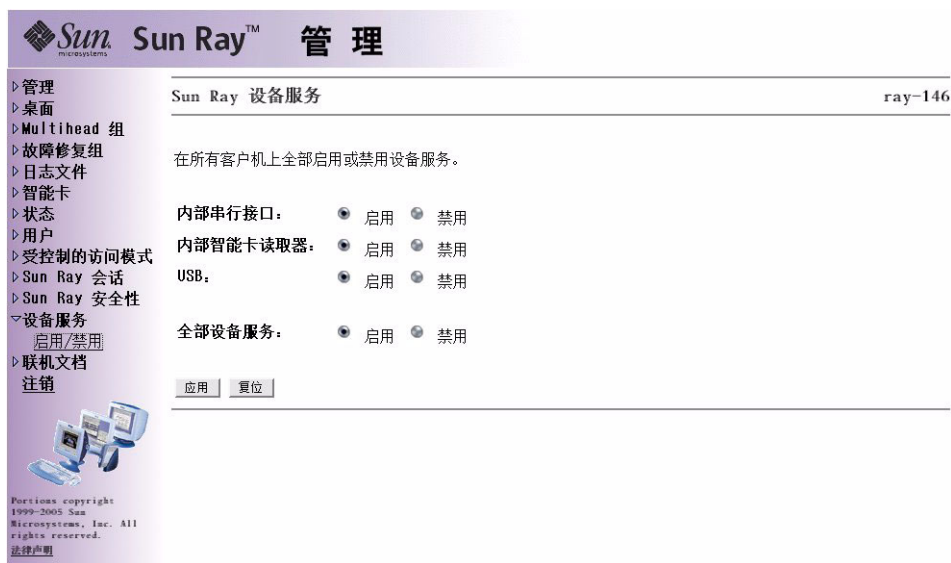 Sun microsystems Sun Ray™ 管 理
管理
桌面
Multihead 组
故障修复组
日志文件
智能卡
状态
用户
受控制的访问模式
Sun Ray 会话
Sun Ray 安全性
设备服务
启用/禁用
联机文档
注销
Portions copyright
1999-2005 Sun
Microsystems, Inc. All
rights reserved.
法律声明
Sun Ray 设备服务 ray-146
在所有客户机上全部启用或禁用设备服务。
内部串行接口： 启用 禁用
内部智能卡读取器： 启用 禁用
USB： 启用 禁用
全部设备服务： 启用 禁用
应用 复位